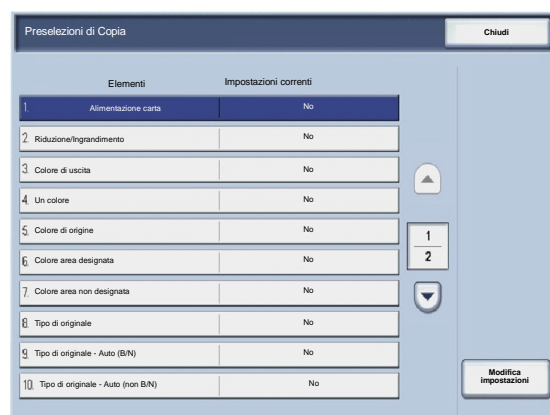 Preselezioni di Copia
Chiudi
Elementi Impostazioni correnti
1. Alimentazione carta No
2. Riduzione/Ingrandimento No
3. Colore di uscita No
4. Un colore No
5. Colore di origine No
6. Colore area designata No
7. Colore area non designata No
8. Tipo di originale No
9. Tipo di originale - Auto (B/N) No
10. Tipo di originale - Auto (non B/N) No
1
2
Modifica
impostazioni